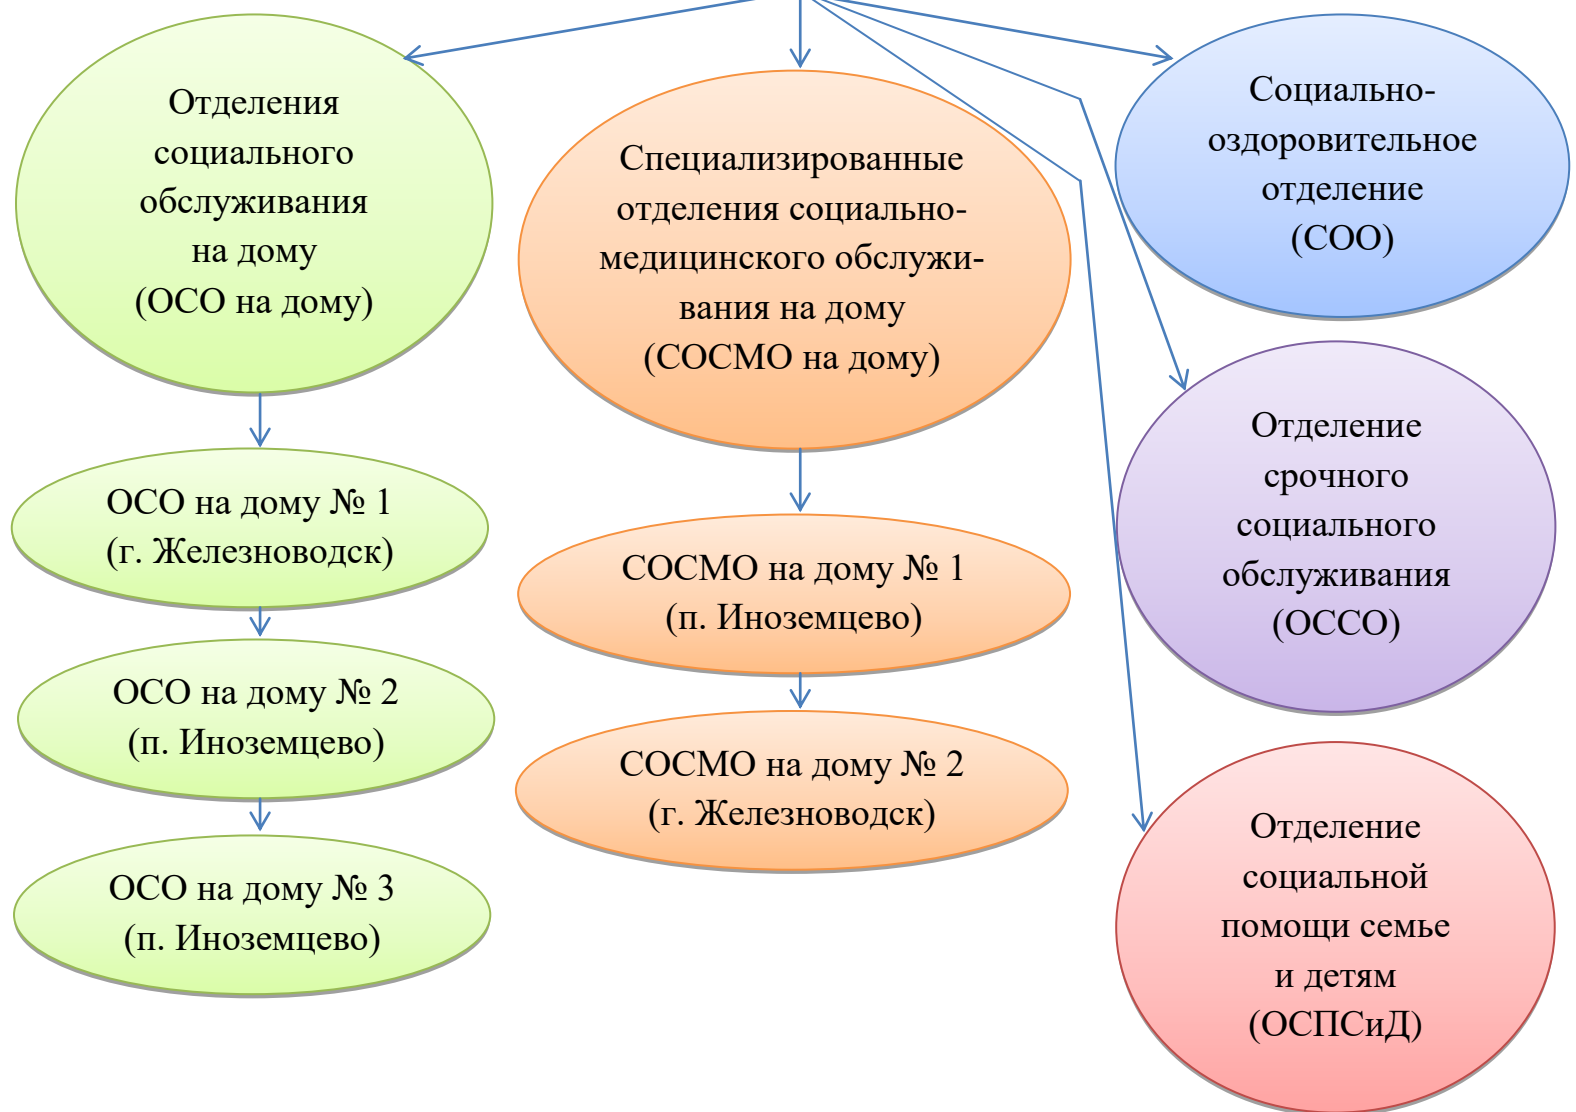 Отделения
социального
обслуживания
на дому
(ОСО на дому)
ОСО на дому № 1
(г. Железноводск)
ОСО на дому № 2
(п. Иноземцево)
ОСО на дому № 3
(п. Иноземцево)
Специализированные
отделения социально-
медицинского обслужи-
вания на дому
(СОСМО на дому)
СОСМО на дому № 1
(п. Иноземцево)
СОСМО на дому № 2
(г. Железноводск)
Социально-
оздоровительное
отделение
(СОО)
Отделение
срочного
социального
обслуживания
(ОССО)
Отделение
социальной
помощи семье
и детям
(ОСПСиД)